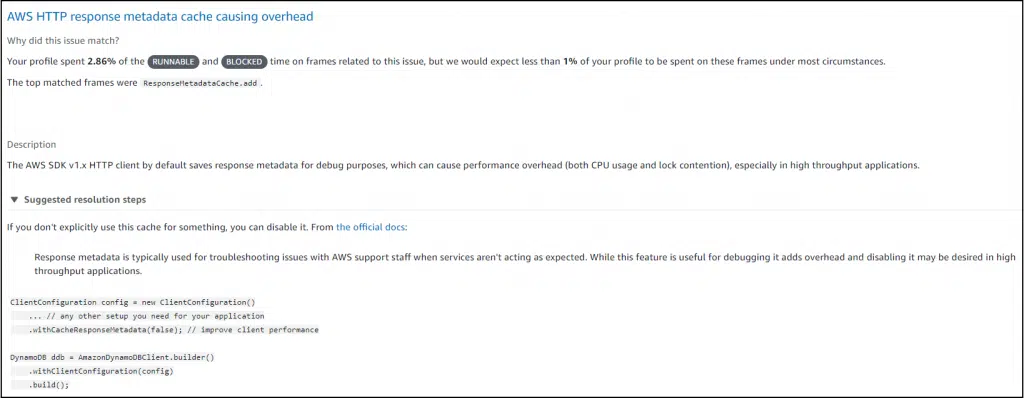 AWS HTTP response metadata cache causing overhead
Why did this issue match?
Your profile spent 2.86% of the RUNNABLE and BLOCKED time on frames related to this issue, but we would expect less than 1% of your profile to be spent on these frames under most circumstances.
The top matched frames were ResponseMetadataCache.add .
Description
The AWS SDK v1.x HTTP client by default saves response metadata for debug purposes, which can cause performance overhead (both CPU usage and lock contention), especially in high throughput applications.
▼ Suggested resolution steps
If you don't explicitly use this cache for something, you can disable it. From the official docs:
Response metadata is typically used for troubleshooting issues with AWS support staff when services aren't acting as expected. While this feature is useful for debugging it adds overhead and disabling it may be desired in high
throughput applications.
ClientConfiguration config = new ClientConfiguration()
... // any other setup you need for your application
.withCacheResponseMetadata(false); // improve client performance
DynamoDB ddb = AmazonDynamoDBClient.builder()
.withClientConfiguration(config)
.build();